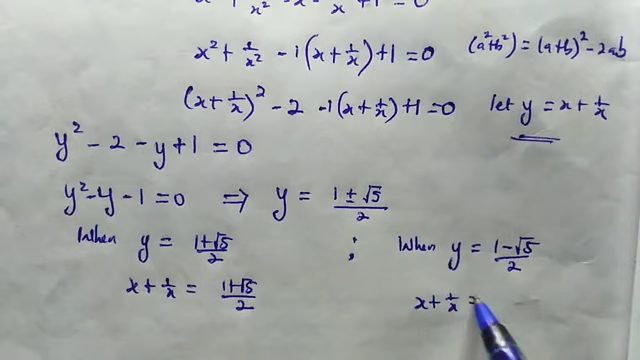 x² + 1/x² - 1(x + 1/x) + 1 = 0 (a² + b²) = (a+b)² - 2ab
(x + 1/x)² - 2 - 1(x + 1/x) + 1 = 0 let y = x + 1/x
y² - 2 - y + 1 = 0
y² - y - 1 = 0 ⇒ y = (1 ± √5)/2
When y = (1+√5)/2 ; When y = (1-√5)/2
x + 1/x = (1+√5)/2 x + 1/x =